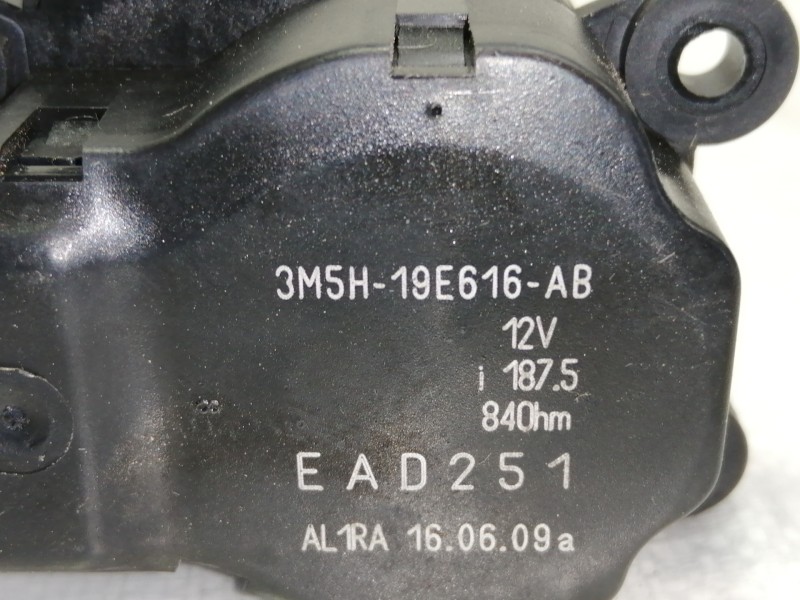 3M5H-19E616-AB
12V
i 187.5
84Ohm
EAD251
AL1RA 16.06.09a